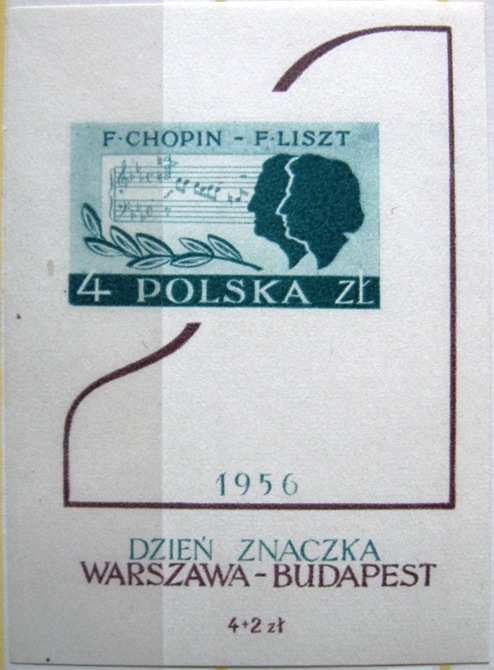 F·CHOPIN - F·LISZT
4 POLSKA ZŁ
1956
DZIEŃ ZNACZKA
WARSZAWA-BUDAPEST
4+2 zł